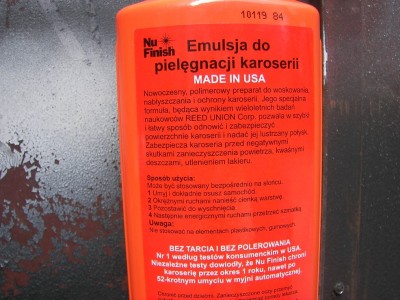 10119 84
Nu Finish
Emulsja do
pielęgnacji karoserii
MADE IN USA
Nowoczesny, polimerowy preparat do woskowania,
nabłyszczania i ochrony karoserii. Jego specjalna
formuła, będąca wynikiem wieloletnich badań
naukowców REED UNION Corp. pozwala w szybki
i łatwy sposób odnowić i zabezpieczyć
powierzchnie karoserii i nadać jej lustrzany połysk.
Zabezpiecza karoserię przed negatywnymi
skutkami zanieczyszczenia powietrza, kwaśnymi
deszczami, utlenieniem lakieru.
Sposób użycia:
Może być stosowany bezpośrednio na słońcu.
1 Umyj i dokładnie osusz samochód.
2 Okrężnymi ruchami nanieść cienką warstwę.
3 Pozostawić do wyschnięcia.
4 Następnie energicznymi ruchami przetrzeć szmatką.
Uwaga:
Nie stosować na elementach plastikowych, gumowych
BEZ TARCIA I BEZ POLEROWANIA
Nr 1 według testów konsumenckim w USA.
Niezależne testy dowiodły, że Nu Finish chroni
karoserię przez okres 1 roku, nawet po
52-krotnym umyciu w myjni automatycznej.